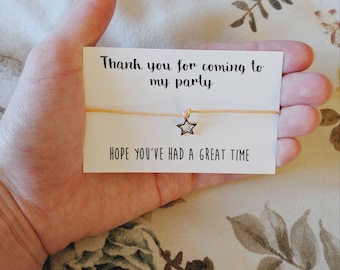 Thank you for coming to
my party
HOPE YOU'VE HAD A GREAT TIME